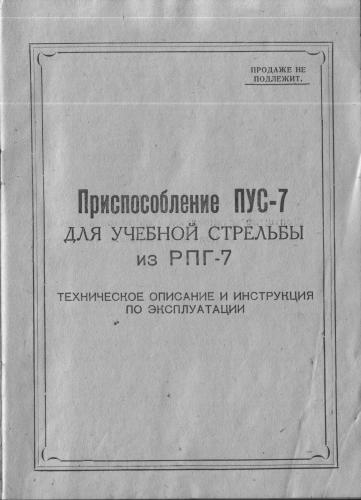 ПРОДАЖЕ НЕ
ПОДЛЕЖИТ.
Приспособление ПУС-7
ДЛЯ УЧЕБНОЙ СТРЕЛЬБЫ
из РПГ-7
ТЕХНИЧЕСКОЕ ОПИСАНИЕ И ИНСТРУКЦИЯ
ПО ЭКСПЛУАТАЦИИ